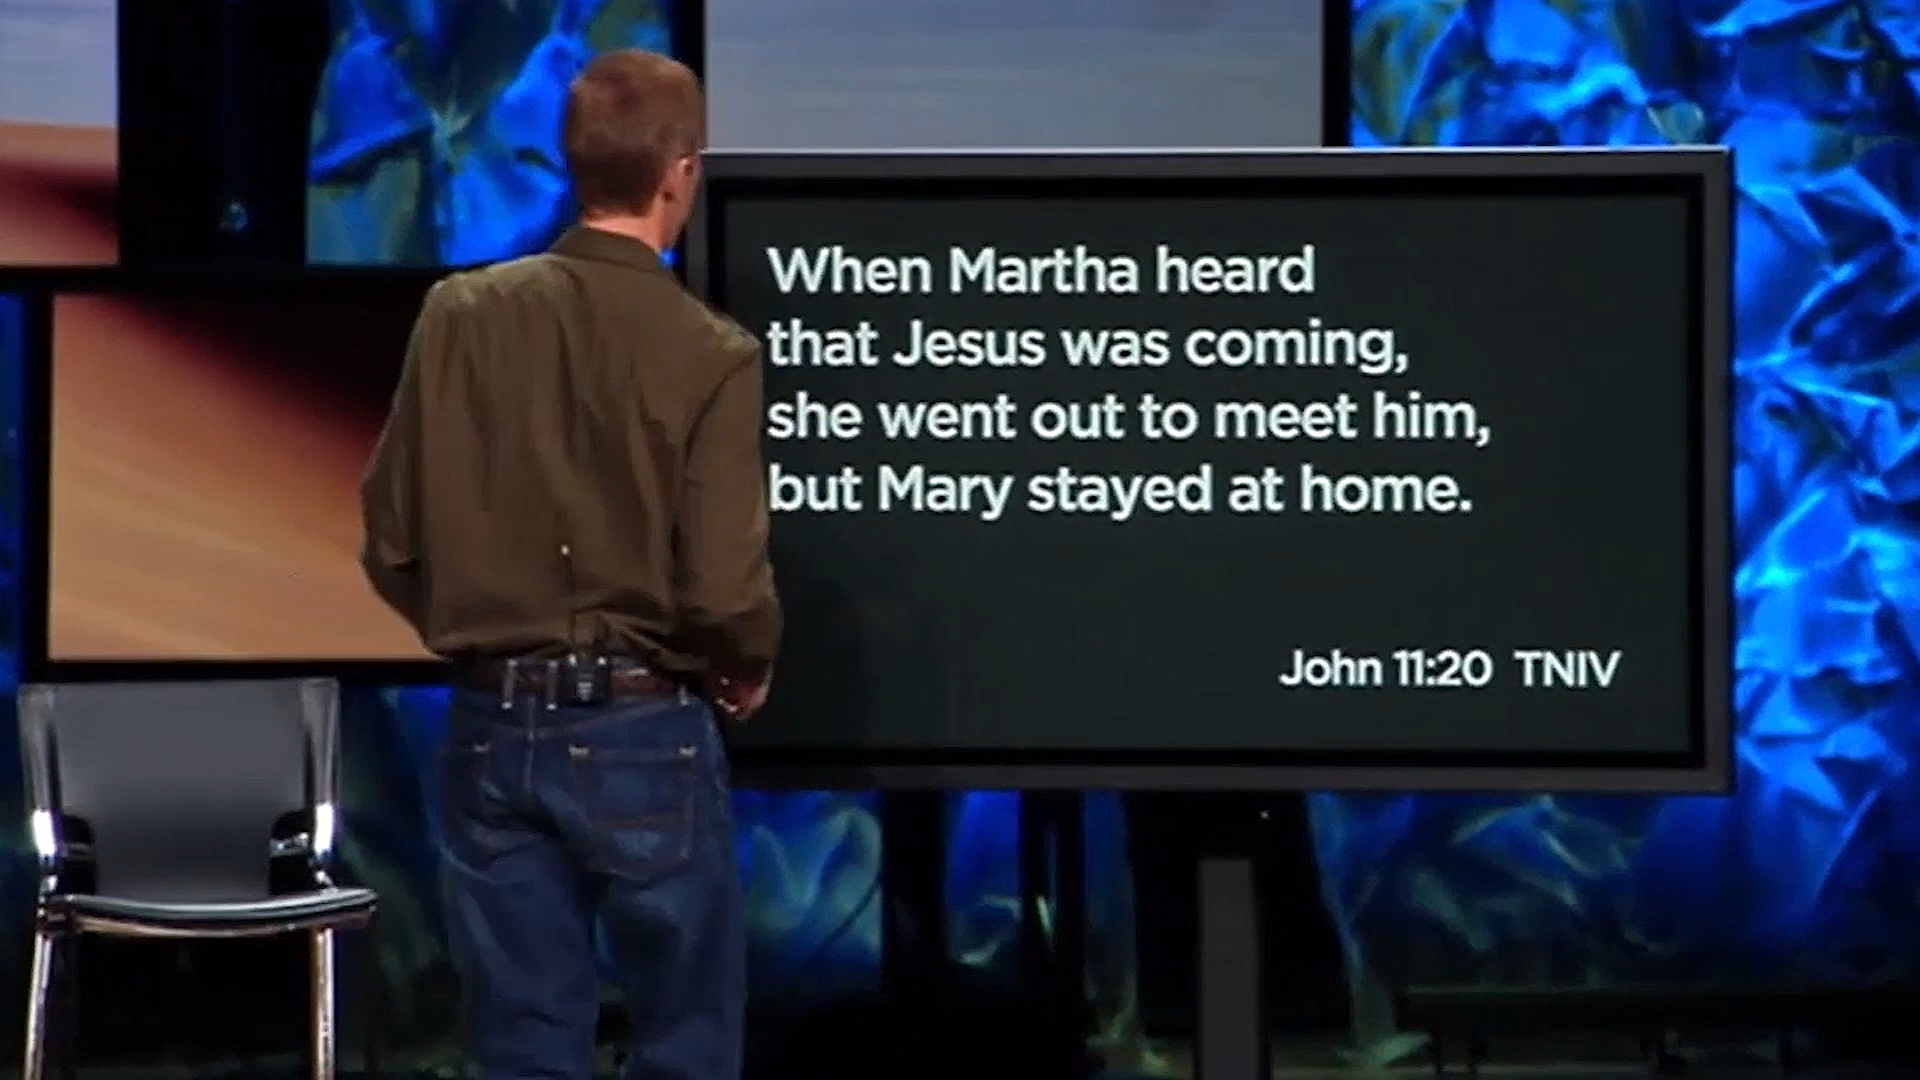 When Martha heard
that Jesus was coming,
she went out to meet him,
but Mary stayed at home.
John 11:20 TNIV